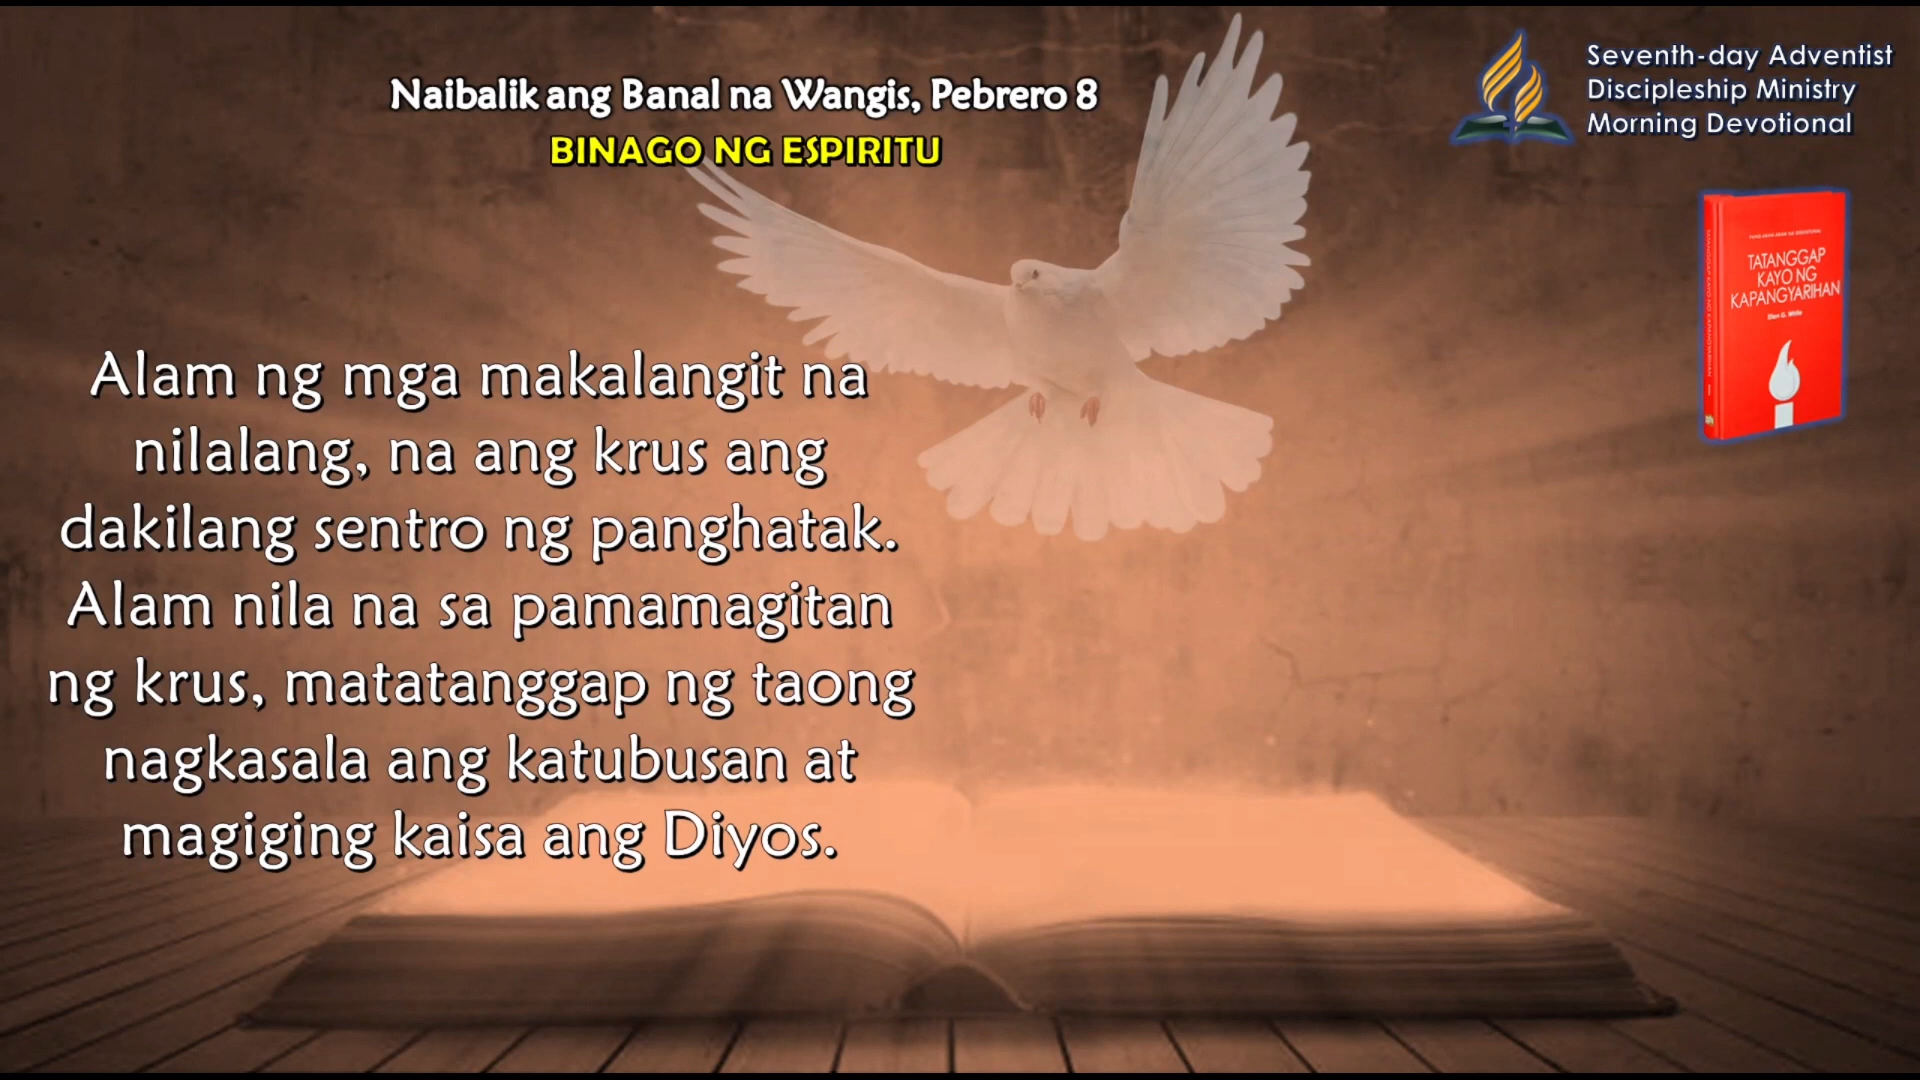 Naibalik ang Banal na Wangis, Pebrero 8
BINAGO NG ESPIRITU
Seventh-day Adventist
Discipleship Ministry
Morning Devotional
TATANGGAP
KAYO NG
KAPANGYARIHAN
Ellen G. White
Alam ng mga makalangit na
nilalang, na ang krus ang
dakilang sentro ng panghatak.
Alam nila na sa pamamagitan
ng krus, matatanggap ng taong
nagkasala ang katubusan at
magiging kaisa ang Diyos.